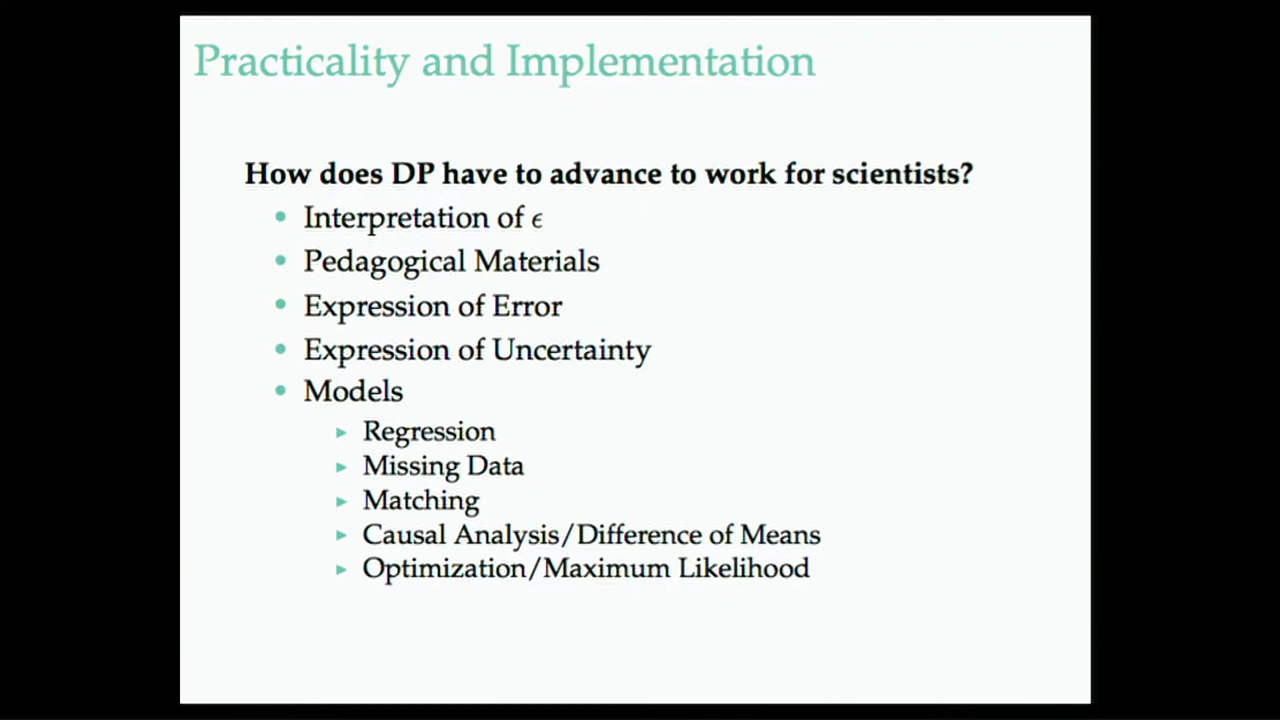 Practicality and Implementation
How does DP have to advance to work for scientists?
• Interpretation of ϵ
• Pedagogical Materials
• Expression of Error
• Expression of Uncertainty
• Models
▸ Regression
▸ Missing Data
▸ Matching
▸ Causal Analysis/Difference of Means
▸ Optimization/Maximum Likelihood